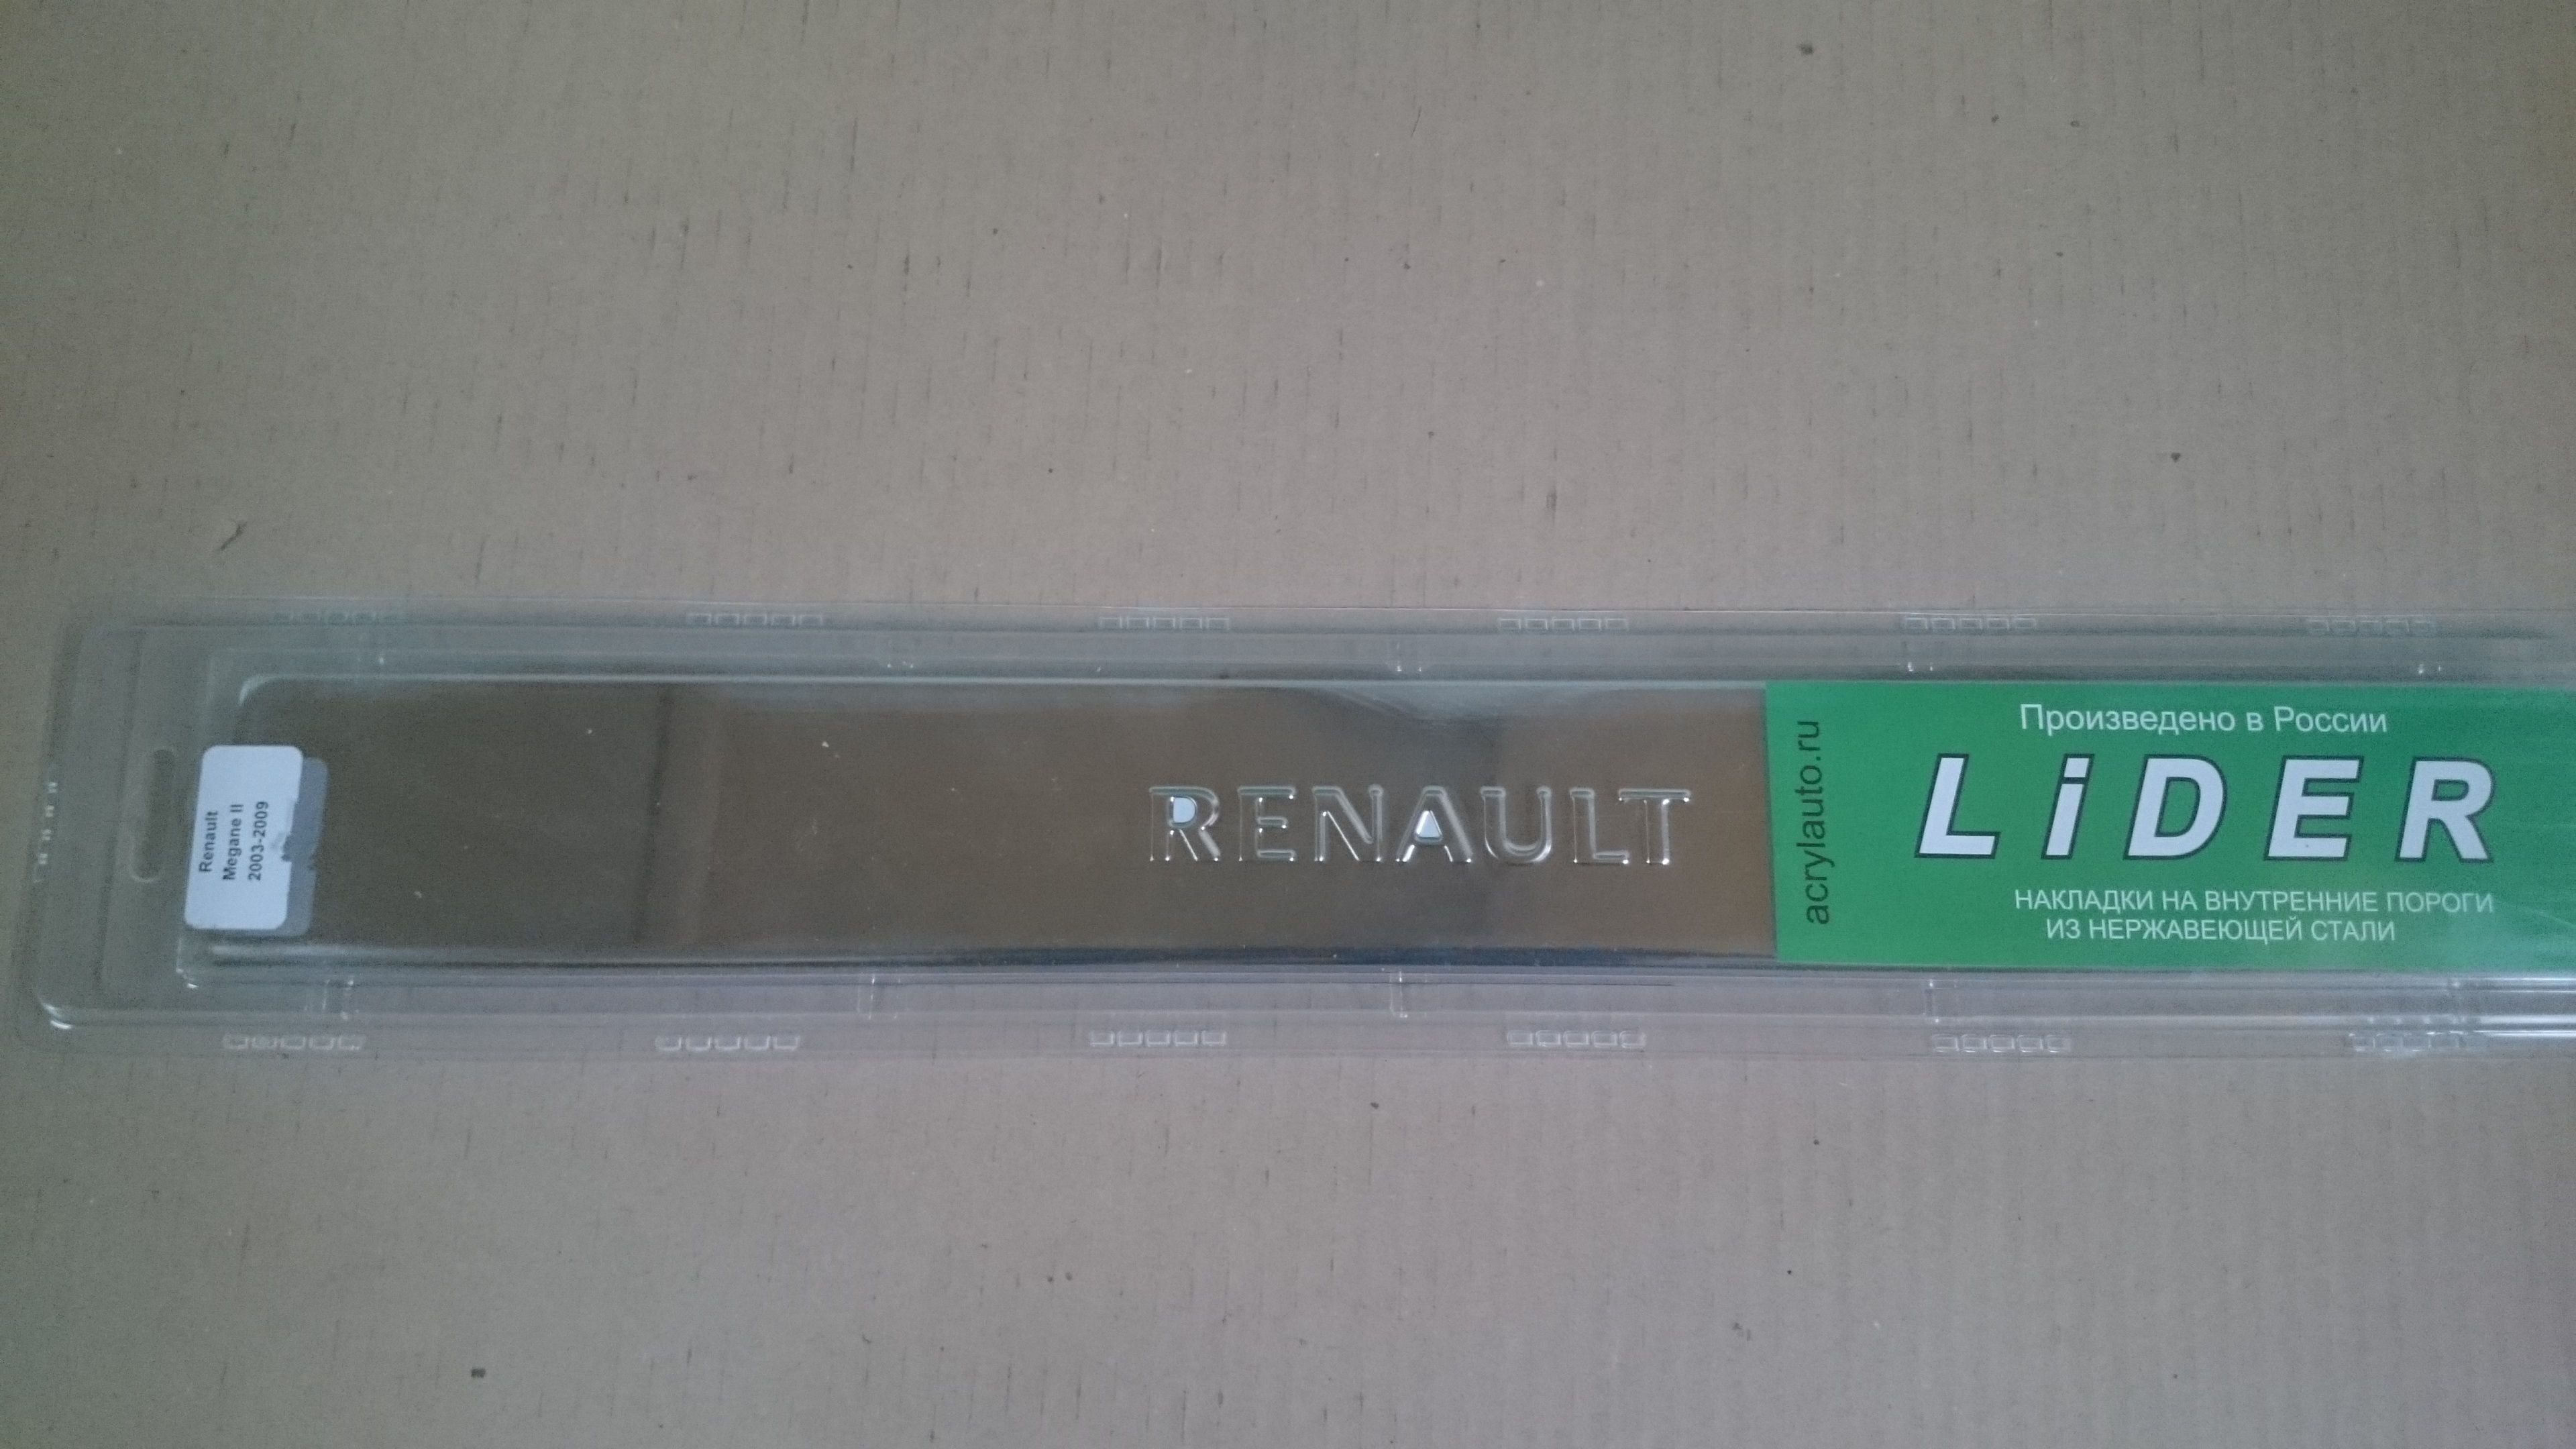 Renault
Megane II
2003-2009
RENAULT
acrylauto.ru
Произведено в России
LiDER
НАКЛАДКИ НА ВНУТРЕННИЕ ПОРОГИ
ИЗ НЕРЖАВЕЮЩЕЙ СТАЛИ